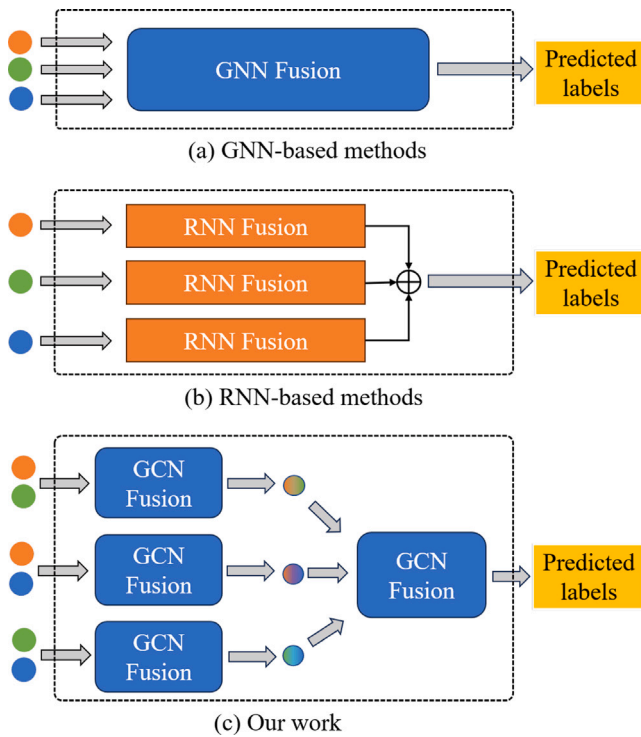 GNN Fusion
Predicted
labels
(a) GNN-based methods
RNN Fusion
RNN Fusion
RNN Fusion
Predicted
labels
(b) RNN-based methods
GCN
Fusion
GCN
Fusion
GCN
Fusion
GCN
Fusion
Predicted
labels
(c) Our work